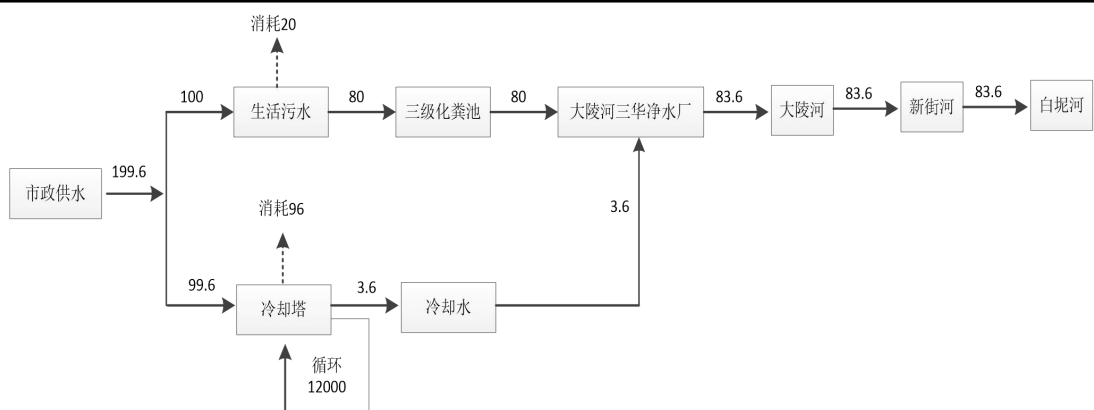 消耗20
100
生活污水
80
三级化粪池
80
大陵河三华净水厂
83.6
大陵河
83.6
新街河
83.6
白坭河
市政供水
199.6
消耗96
3.6
99.6
冷却塔
3.6
冷却水
循环
12000